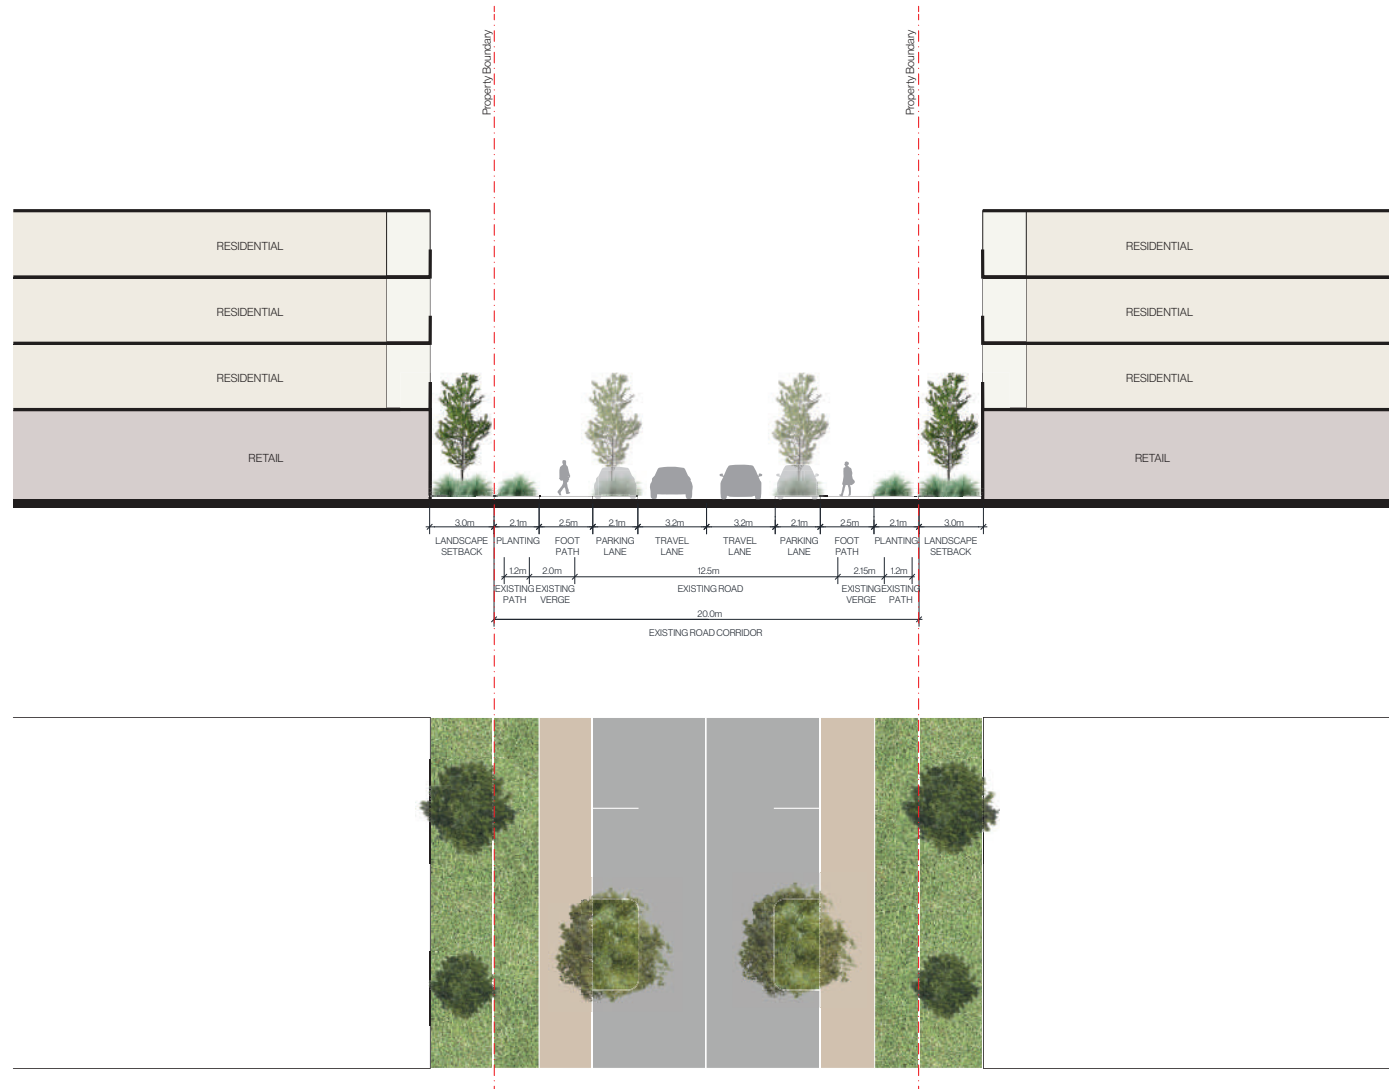 Property Boundary
Property Boundary
RESIDENTIAL
RESIDENTIAL
RESIDENTIAL
RESIDENTIAL
RESIDENTIAL
RESIDENTIAL
RETAIL
RETAIL
3.0m 2.1m 2.5m 2.1m 3.2m 3.2m 2.1m 2.5m 2.1m 3.0m
LANDSCAPE PLANTING FOOT PARKING TRAVEL TRAVEL PARKING FOOT PLANTING LANDSCAPE
SETBACK PATH LANE LANE LANE LANE PATH SETBACK
1.2m 2.0m 12.5m 2.15m 1.2m
EXISTING EXISTING EXISTING ROAD EXISTING EXISTING
PATH VERGE VERGE PATH
20.0m
EXISTING ROAD CORRIDOR